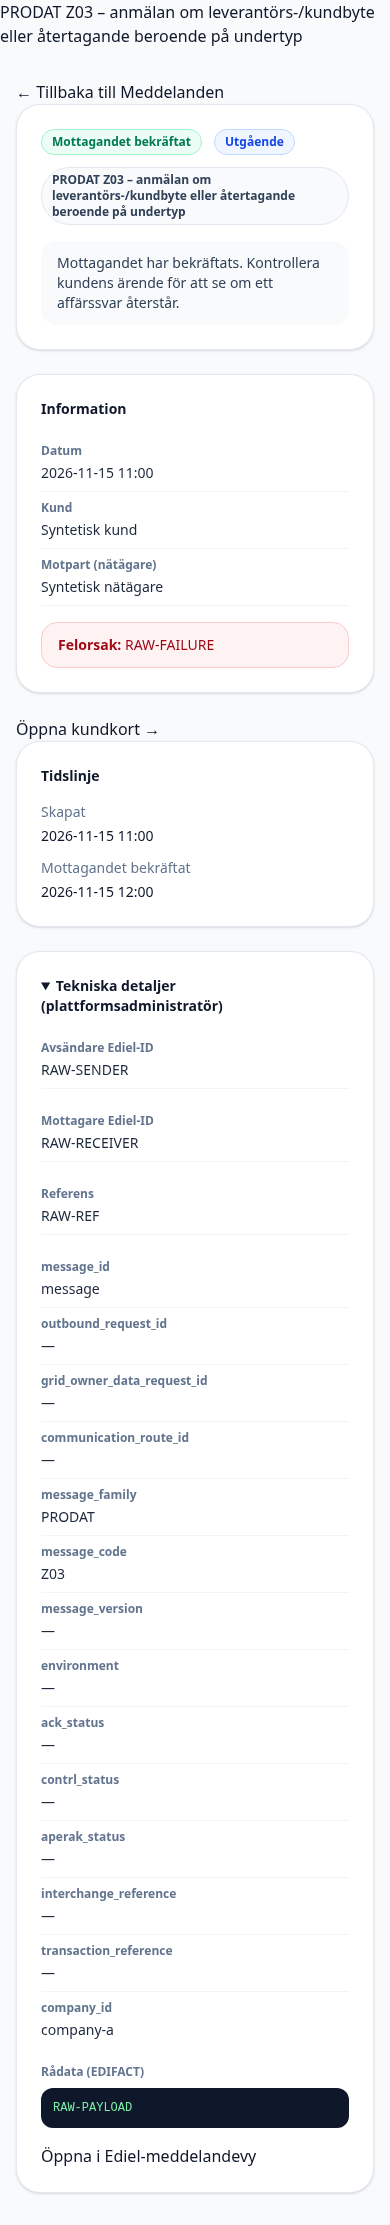 PRODAT Z03 – anmälan om leverantörs-/kundbyte
eller återtagande beroende på undertyp
← Tillbaka till Meddelanden
Mottagandet bekräftat
Utgående
PRODAT Z03 – anmälan om
leverantörs-/kundbyte eller återtagande
beroende på undertyp
Mottagandet har bekräftats. Kontrollera
kundens ärende för att se om ett
affärssvar återstår.
Information
Datum
2026-11-15 11:00
Kund
Syntetisk kund
Motpart (nätägare)
Syntetisk nätägare
Felorsak: RAW-FAILURE
Öppna kundkort →
Tidslinje
Skapat
2026-11-15 11:00
Mottagandet bekräftat
2026-11-15 12:00
▼ Tekniska detaljer
(plattformsadministratör)
Avsändare Ediel-ID
RAW-SENDER
Mottagare Ediel-ID
RAW-RECEIVER
Referens
RAW-REF
message_id
message
outbound_request_id
—
grid_owner_data_request_id
—
communication_route_id
—
message_family
PRODAT
message_code
Z03
message_version
—
environment
—
ack_status
—
contrl_status
—
aperak_status
—
interchange_reference
—
transaction_reference
—
company_id
company-a
Rådata (EDIFACT)
RAW-PAYLOAD
Öppna i Ediel-meddelandevy